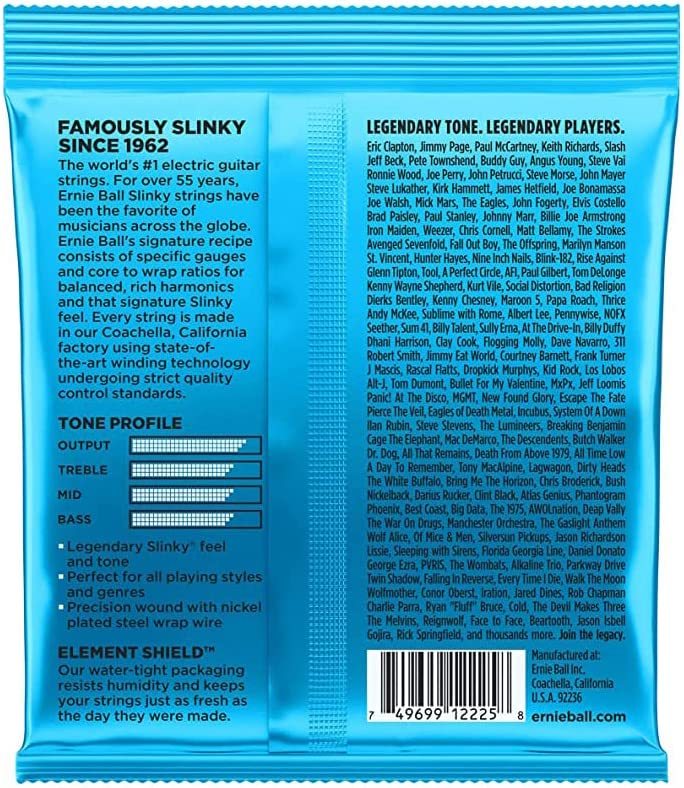 FAMOUSLY SLINKY
SINCE 1962
The world's #1 electric guitar
strings. For over 55 years,
Ernie Ball Slinky strings have
been the favorite of
musicians across the globe.
Ernie Ball's signature recipe
consists of specific gauges
and core to wrap ratios for
balanced, rich harmonics
and that signature Slinky
feel. Every string is made
in our Coachella, California
factory using state-of-
the-art winding technology
undergoing strict quality
control standards.
TONE PROFILE
OUTPUT
TREBLE
MID
BASS
▪ Legendary Slinky® feel
and tone
▪ Perfect for all playing styles
and genres
▪ Precision wound with nickel
plated steel wrap wire
ELEMENT SHIELD™
Our water-tight packaging
resists humidity and keeps
your strings just as fresh as
the day they were made.
LEGENDARY TONE. LEGENDARY PLAYERS.
Eric Clapton, Jimmy Page, Paul McCartney, Keith Richards, Slash
Jeff Beck, Pete Townshend, Buddy Guy, Angus Young, Steve Vai
Ronnie Wood, Joe Perry, John Petrucci, Steve Morse, John Mayer
Steve Lukather, Kirk Hammett, James Hetfield, Joe Bonamassa
Joe Walsh, Mick Mars, The Eagles, John Fogerty, Elvis Costello
Brad Paisley, Paul Stanley, Johnny Marr, Billie Joe Armstrong
Iron Maiden, Weezer, Chris Cornell, Matt Bellamy, The Strokes
Avenged Sevenfold, Fall Out Boy, The Offspring, Marilyn Manson
St. Vincent, Hunter Hayes, Nine Inch Nails, Blink-182, Rise Against
Glenn Tipton, Tool, A Perfect Circle, AFI, Paul Gilbert, Tom DeLonge
Kenny Wayne Shepherd, Kurt Vile, Social Distortion, Bad Religion
Dierks Bentley, Kenny Chesney, Maroon 5, Papa Roach, Thrice
Andy McKee, Sublime with Rome, Albert Lee, Pennywise, NOFX
Seether, Sum 41, Billy Talent, Sully Erna, At The Drive-In, Billy Duffy
Dhani Harrison, Clay Cook, Flogging Molly, Dave Navarro, 311
Robert Smith, Jimmy Eat World, Courtney Barnett, Frank Turner
J Mascis, Rascal Flatts, Dropkick Murphys, Kid Rock, Los Lobos
Alt-J, Tom Dumont, Bullet For My Valentine, MxPx, Jeff Loomis
Panic! At The Disco, MGMT, New Found Glory, Escape The Fate
Pierce The Veil, Eagles of Death Metal, Incubus, System Of A Down
Ilan Rubin, Steve Stevens, The Lumineers, Breaking Benjamin
Cage The Elephant, Mac DeMarco, The Descendents, Butch Walker
Dr. Dog, All That Remains, Death From Above 1979, All Time Low
A Day To Remember, Tony MacAlpine, Lagwagon, Dirty Heads
The White Buffalo, Bring Me The Horizon, Chris Broderick, Bush
Nickelback, Darius Rucker, Clint Black, Atlas Genius, Phantogram
Phoenix, Best Coast, Big Data, The 1975, AWOLnation, Deap Vally
The War On Drugs, Manchester Orchestra, The Gaslight Anthem
Wolf Alice, Of Mice & Men, Silversun Pickups, Jason Richardson
Lissie, Sleeping with Sirens, Florida Georgia Line, Daniel Donato
George Ezra, PVRIS, The Wombats, Alkaline Trio, Parkway Drive
Twin Shadow, Falling In Reverse, Every Time I Die, Walk The Moon
Wolfmother, Conor Oberst, Iration, Jared Dines, Rob Chapman
Charlie Parra, Ryan "Fluff" Bruce, Cold, The Devil Makes Three
The Melvins, Reignwolf, Face to Face, Beartooth, Jason Isbell
Gojira, Rick Springfield, and thousands more. Join the legacy.
7 49699 12225 8
Manufactured at:
Ernie Ball Inc.
Coachella, California
U.S.A. 92236
ernieball.com